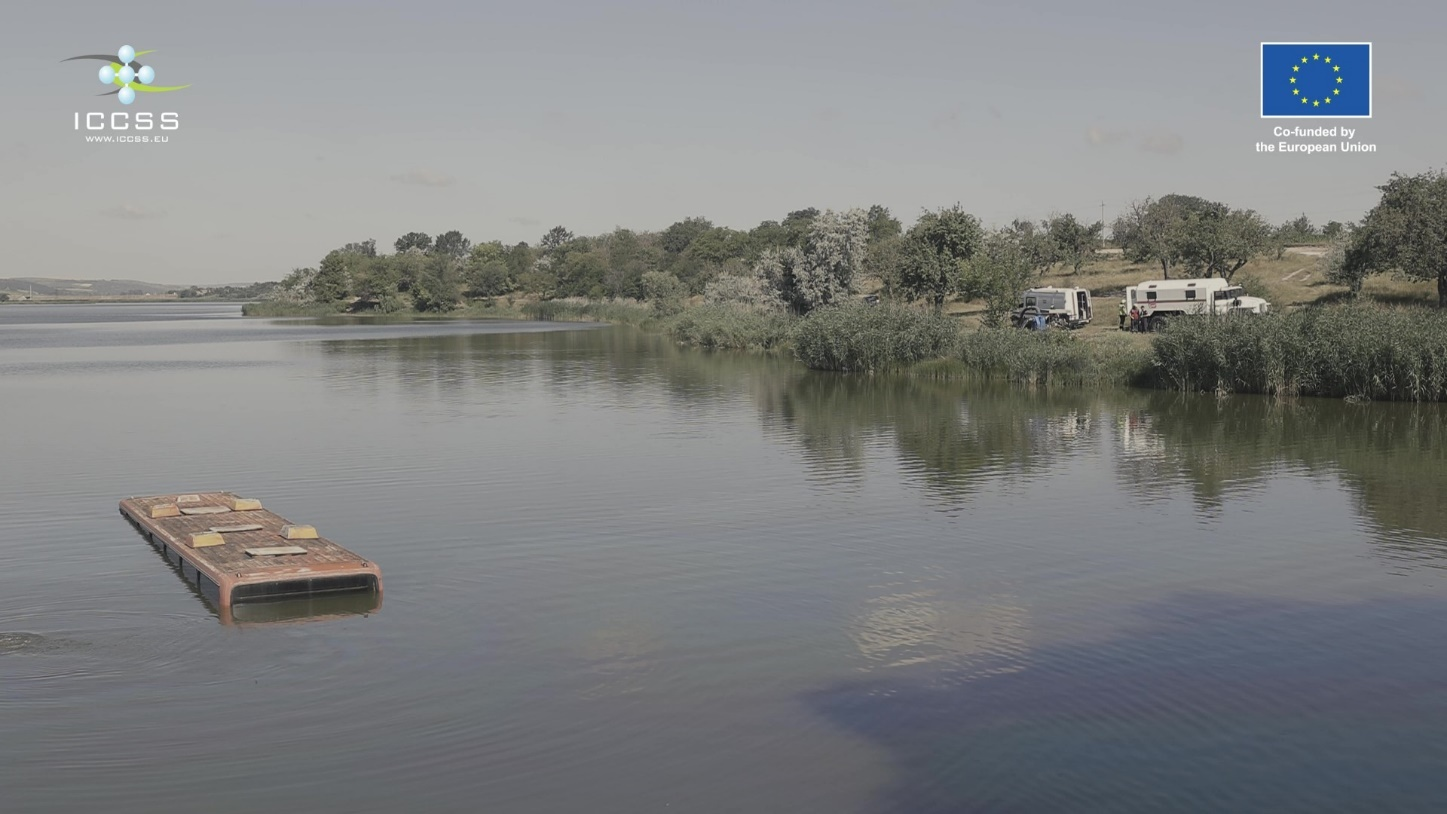 ICCSS
www.iccss.eu
Co-funded by
the European Union